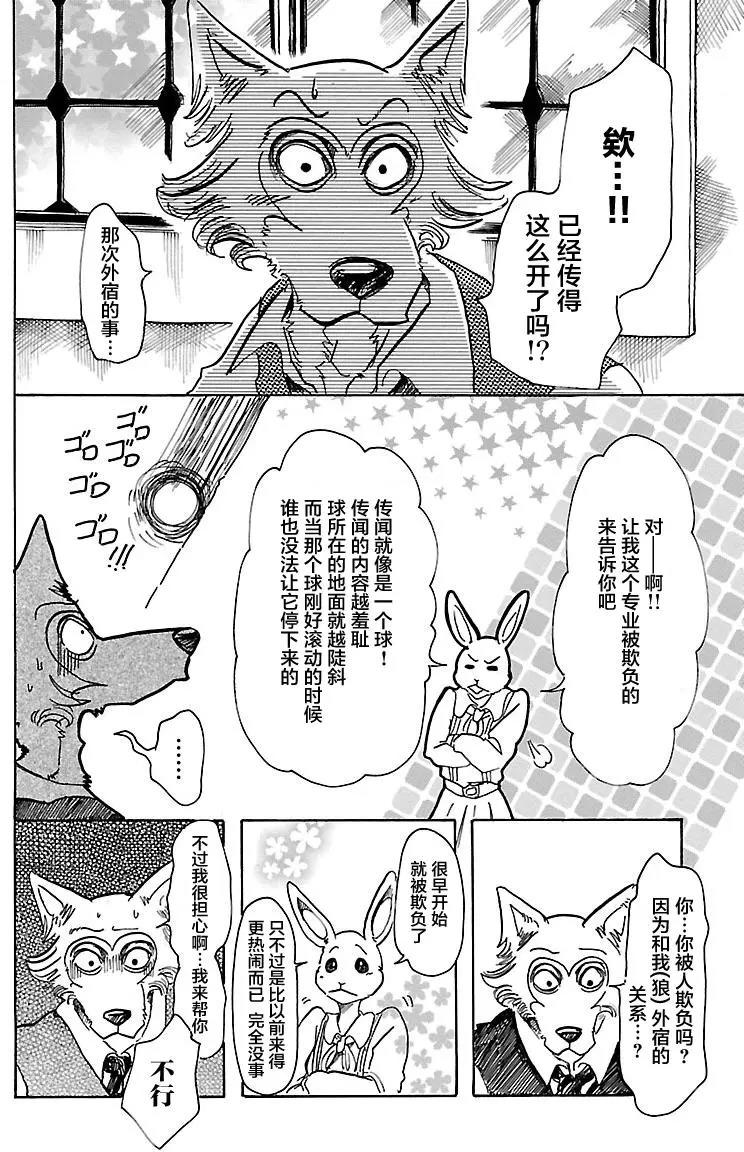 欸…!!
已经传得
这么开了吗!?
那次外宿
的事…
对——啊!!
让我这个专业被欺负的
来告诉你吧
传闻就像是一个球！
传闻的内容越羞耻
球所在的地面就越陡斜
而当那个球刚好滚动的时候
谁也没法让它停下来的
ゴロ
ゴロ
ゴロ
ゴロ!!!
……
你…你被人欺负吗？
因为和我(狼)外宿的
关系…？
很早开始
就被欺负了
只不过是比以前来得
更热闹而已 完全没事
不过我很担心啊…我来帮你
不行